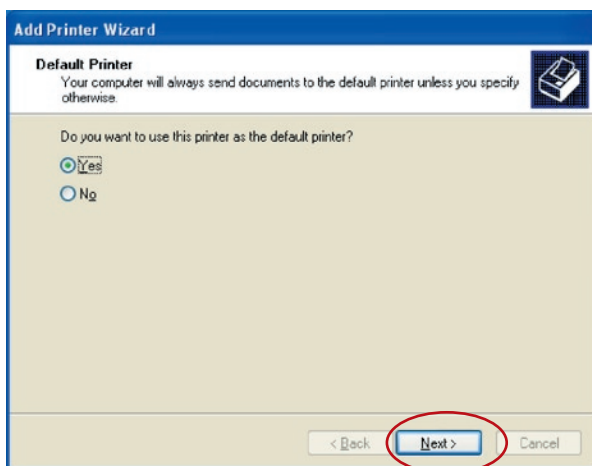 Add Printer Wizard
Default Printer
Your computer will always send documents to the default printer unless you specify
otherwise.
Do you want to use this printer as the default printer?
Yes
No
< Back
Next >
Cancel